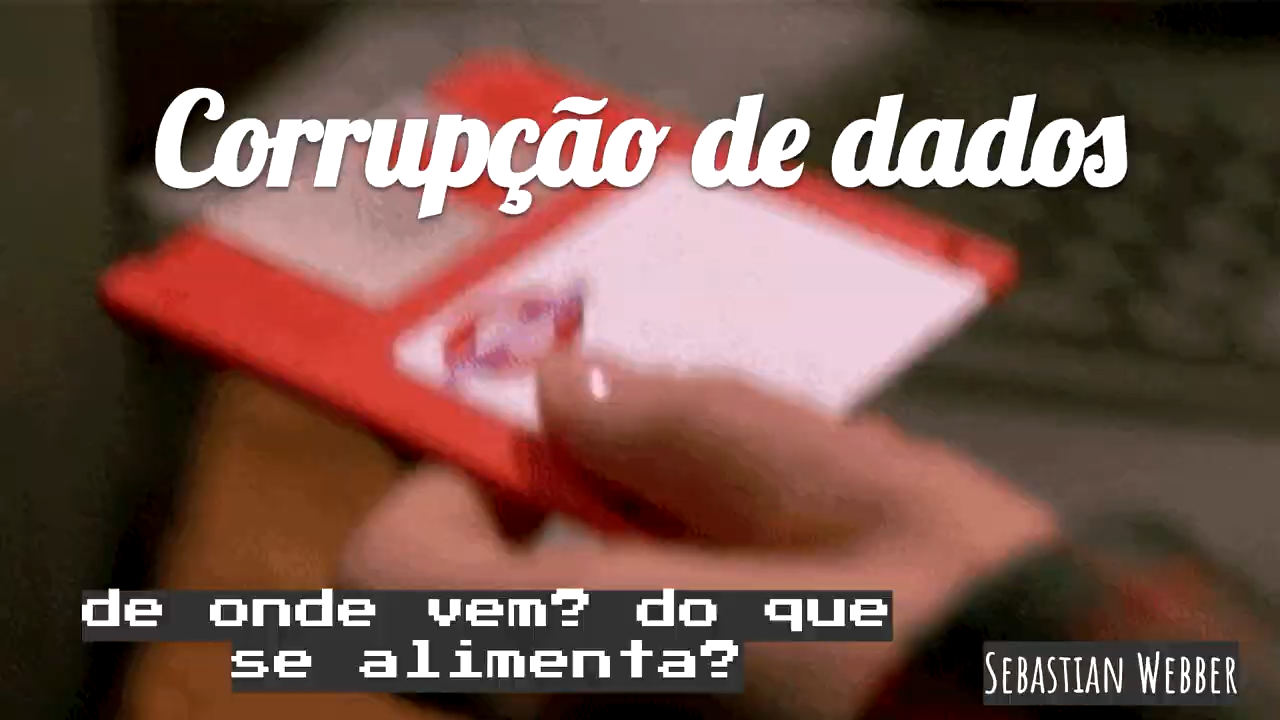 Corrupção de dados
de onde vem? do que
se alimenta?
Sebastian Webber